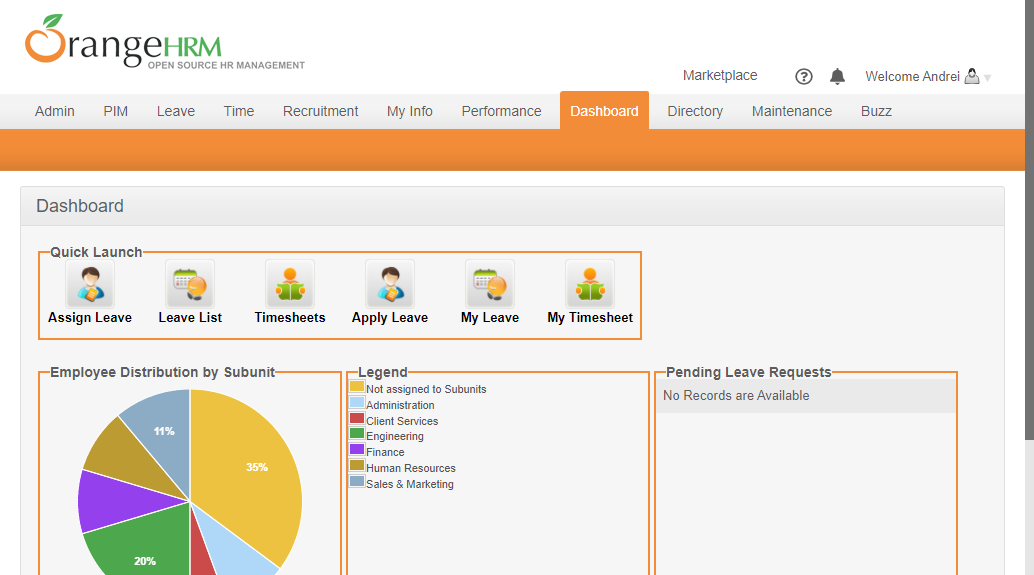 OrangeHRM
OPEN SOURCE HR MANAGEMENT
Marketplace ? Welcome Andrei
Admin PIM Leave Time Recruitment My Info Performance Dashboard Directory Maintenance Buzz
Dashboard
Quick Launch
Assign Leave Leave List Timesheets Apply Leave My Leave My Timesheet
Employee Distribution by Subunit
11%
35%
20%
Legend
Not assigned to Subunits
Administration
Client Services
Engineering
Finance
Human Resources
Sales & Marketing
Pending Leave Requests
No Records are Available